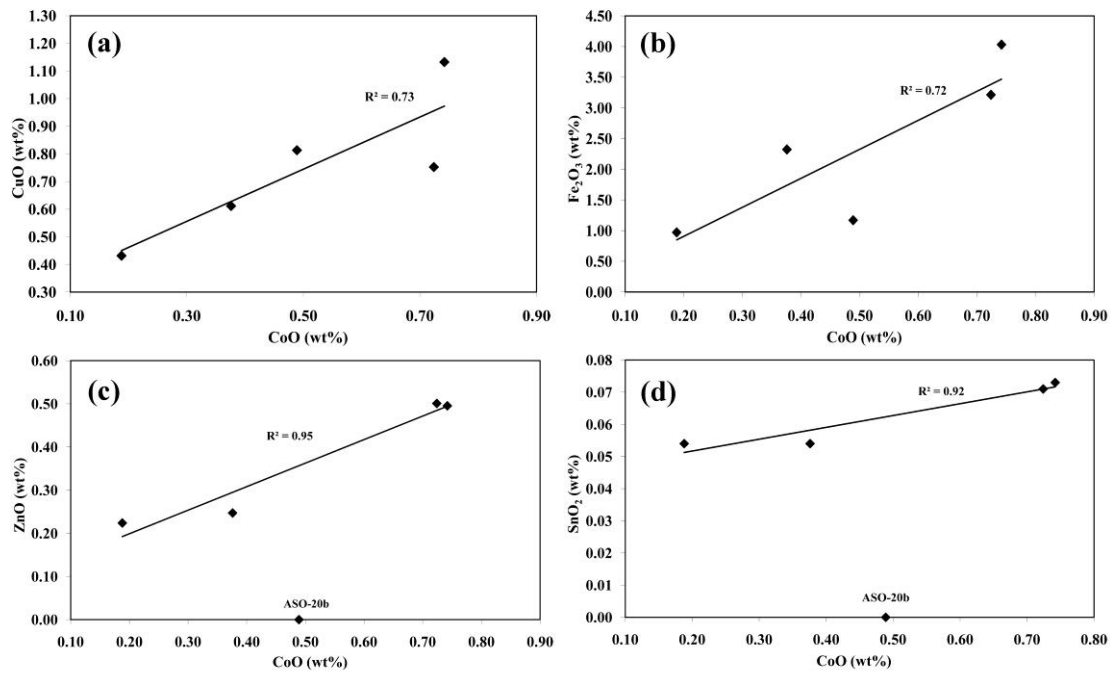 (a)
1.30
1.20
1.10
1.00
0.90
0.80
0.70
0.60
0.50
0.40
0.30
CuO (wt%)
R² = 0.73
0.10 0.30 0.50 0.70 0.90
CoO (wt%)
(b)
4.50
4.00
3.50
3.00
2.50
2.00
1.50
1.00
0.50
0.00
Fe₂O₃ (wt%)
R² = 0.72
0.10 0.20 0.30 0.40 0.50 0.60 0.70 0.80 0.90
CoO (wt%)
(c)
0.60
0.50
0.40
0.30
0.20
0.10
0.00
ZnO (wt%)
R² = 0.95
ASO-20b
0.10 0.20 0.30 0.40 0.50 0.60 0.70 0.80 0.90
CoO (wt%)
(d)
0.08
0.07
0.06
0.05
0.04
0.03
0.02
0.01
0.00
SnO₂ (wt%)
R² = 0.92
ASO-20b
0.10 0.20 0.30 0.40 0.50 0.60 0.70 0.80
CoO (wt%)